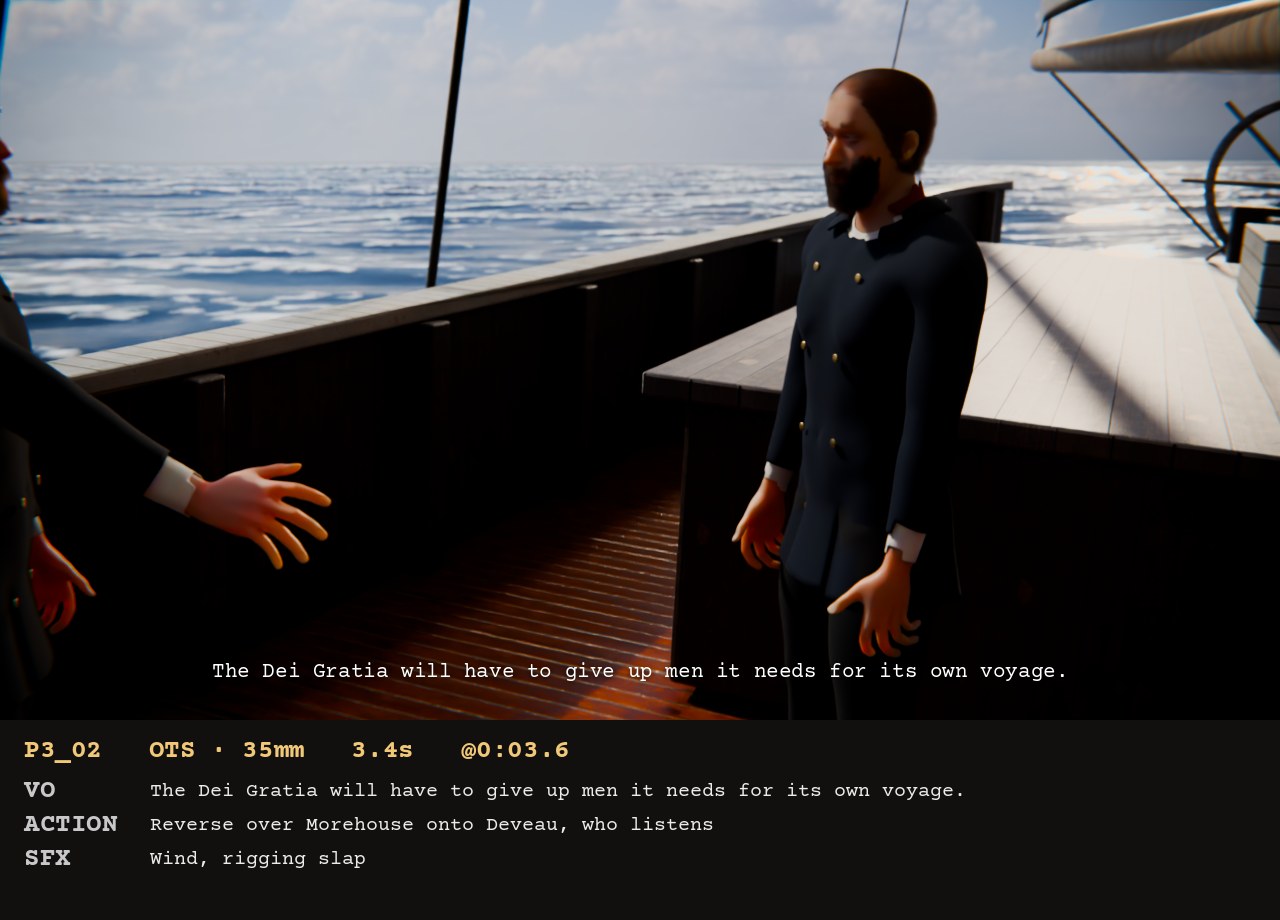 The Dei Gratia will have to give up men it needs for its own voyage.
P3_02 OTS · 35mm 3.4s @0:03.6
VO The Dei Gratia will have to give up men it needs for its own voyage.
ACTION Reverse over Morehouse onto Deveau, who listens
SFX Wind, rigging slap